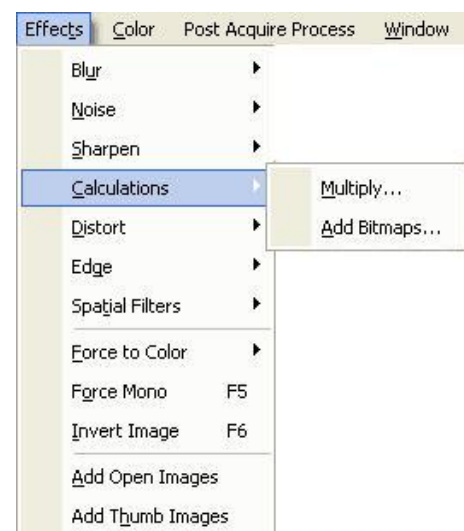 Effects Color Post Acquire Process Window
Blur
Noise
Sharpen
Calculations
Multiply...
Distort
Add Bitmaps...
Edge
Spatial Filters
Force to Color
Force Mono F5
Invert Image F6
Add Open Images
Add Thumb Images